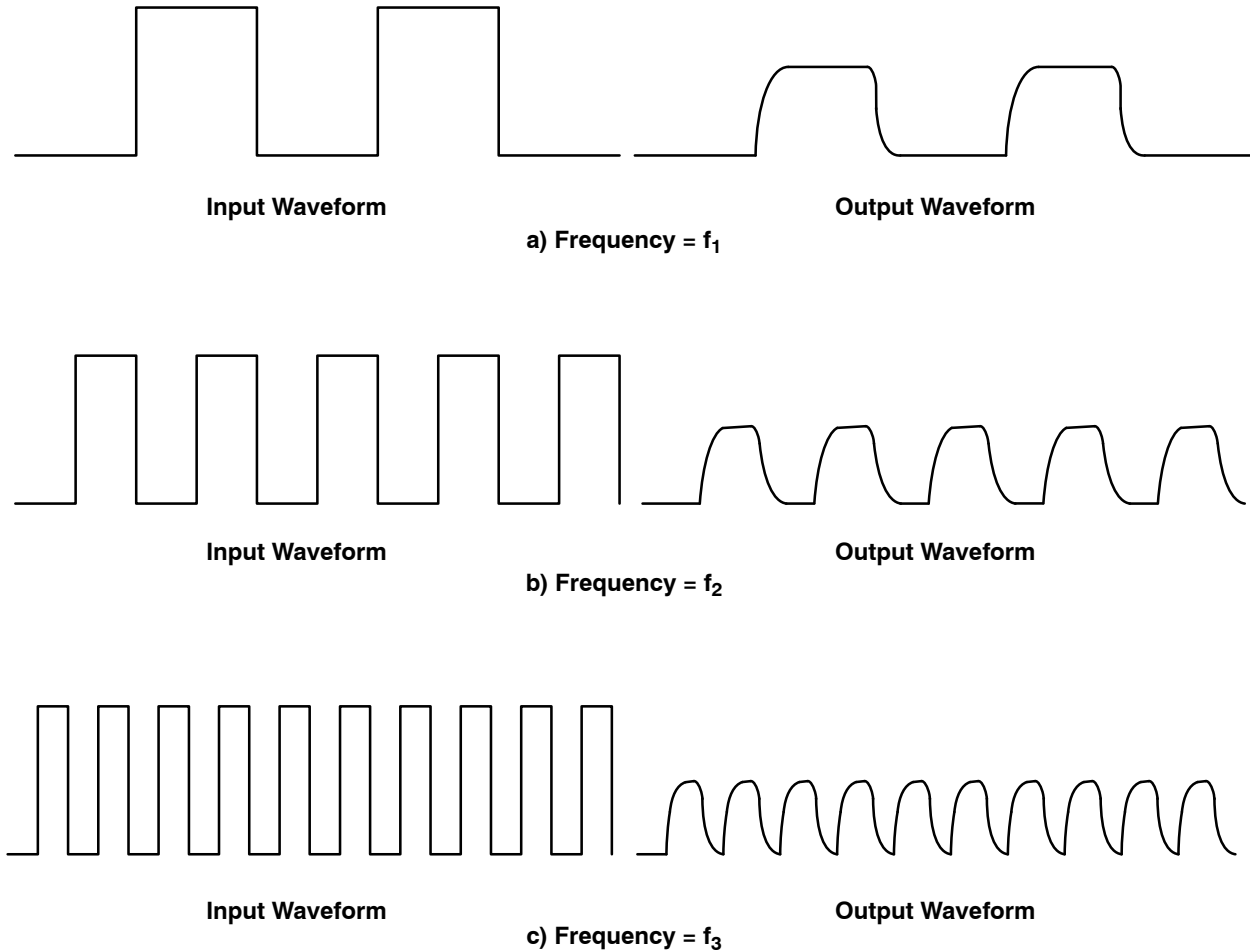 Input Waveform
Output Waveform
a) Frequency = f₁
Input Waveform
Output Waveform
b) Frequency = f₂
Input Waveform
Output Waveform
c) Frequency = f₃